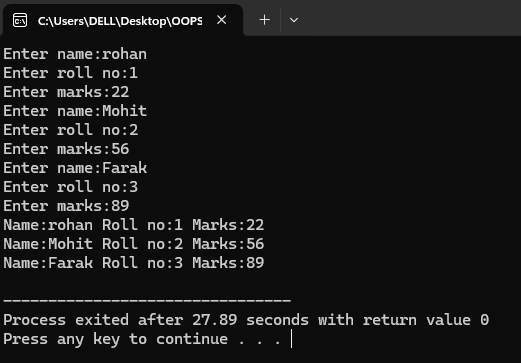 C:\Users\DELL\Desktop\OOPS
Enter name:rohan
Enter roll no:1
Enter marks:22
Enter name:Mohit
Enter roll no:2
Enter marks:56
Enter name:Farak
Enter roll no:3
Enter marks:89
Name:rohan Roll no:1 Marks:22
Name:Mohit Roll no:2 Marks:56
Name:Farak Roll no:3 Marks:89
--------------------------------
Process exited after 27.89 seconds with return value 0
Press any key to continue . . .